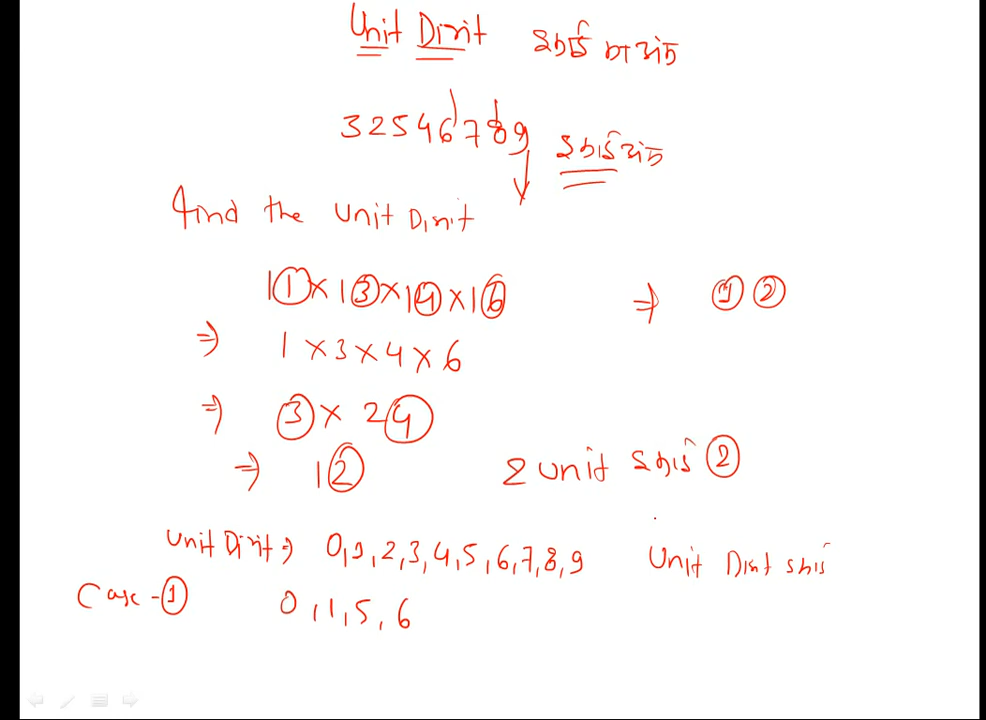 Unit Digit
32546789
find the Unit Digit
11 x 13 x 14 x 16 ⇒ 1 2
⇒ 1 x 3 x 4 x 6
⇒ 3 x 24
⇒ 12 2 unit 2
Unit Digit ⇒ 0,1,2,3,4,5,6,7,8,9 Unit Digit
Case - 1 0,1,5,6